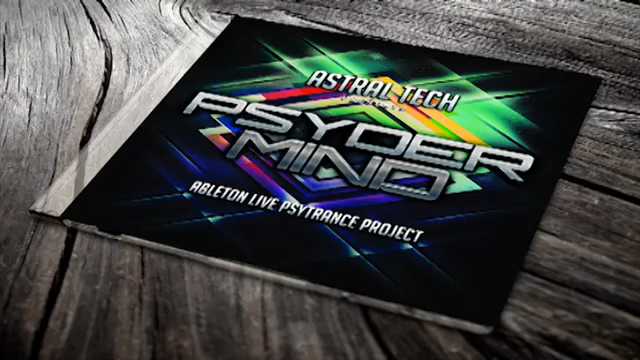 ASTRAL TECH
PSYDER
MIND
ABLETON LIVE PSYTRANCE PROJECT